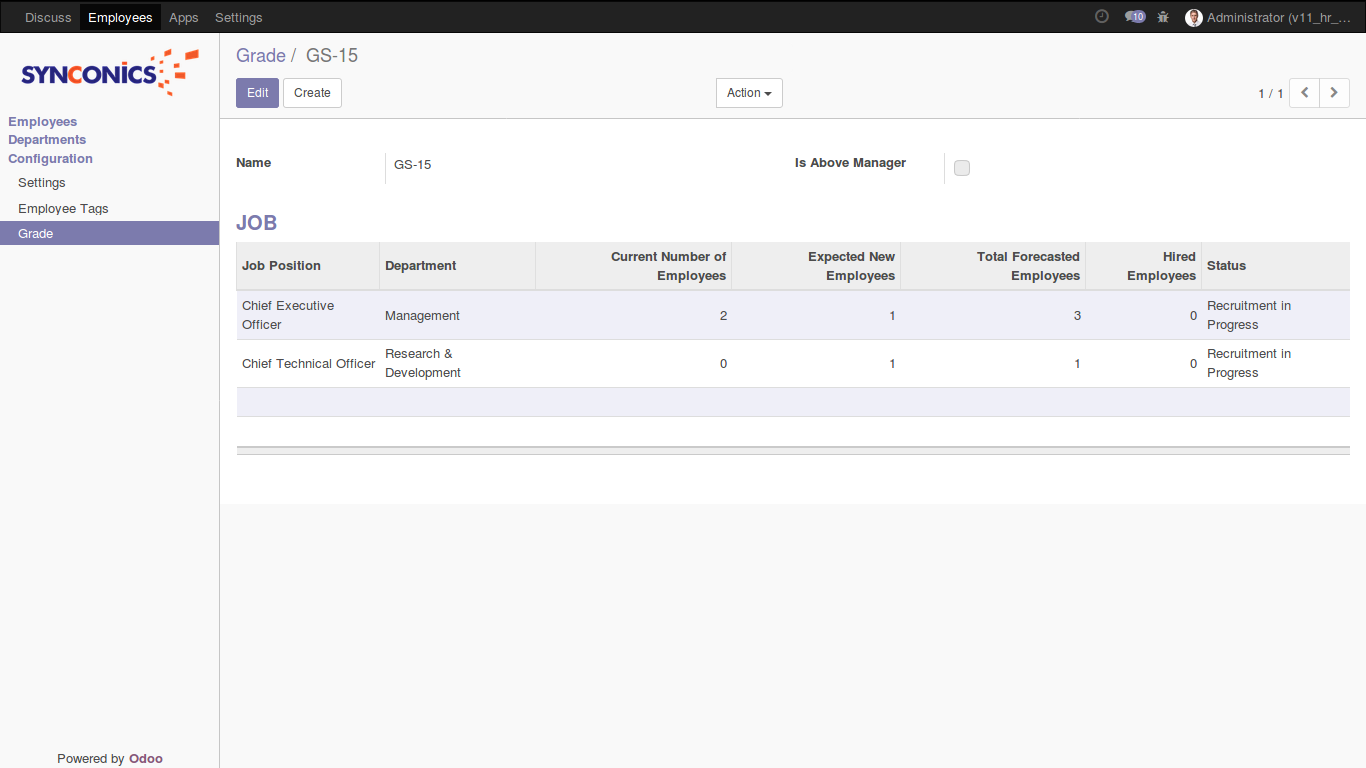 Discuss Employees Apps Settings 10 Administrator (v11_hr_...
SYNCONICS
Employees
Departments
Configuration
Settings
Employee Tags
Grade
Powered by Odoo
Grade / GS-15
Edit Create Action 1 / 1
Name GS-15 Is Above Manager
JOB
Job Position Department Current Number of Employees Expected New Employees Total Forecasted Employees Hired Employees Status
Chief Executive Officer Management 2 1 3 0 Recruitment in Progress
Chief Technical Officer Research & Development 0 1 1 0 Recruitment in Progress